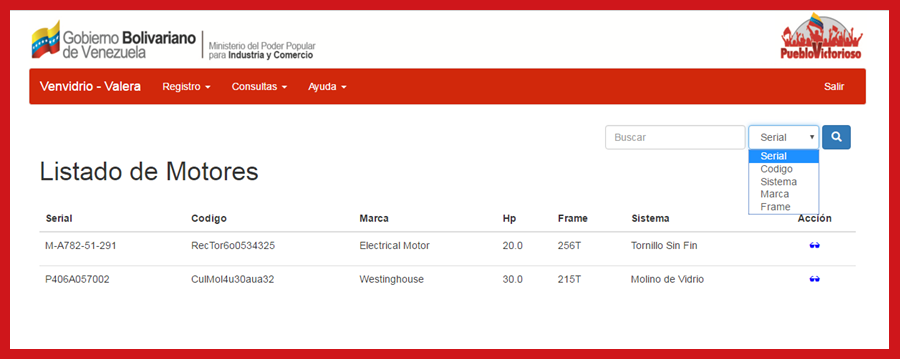 Gobierno Bolivariano
de Venezuela
Ministerio del Poder Popular
para Industria y Comercio
PuebloVictorioso
Venvidrio - Valera Registro Consultas Ayuda Salir
Buscar Serial
Serial
Codigo
Sistema
Marca
Frame
Listado de Motores
Serial Codigo Marca Hp Frame Sistema Acción
M-A782-51-291 RecTor6o0534325 Electrical Motor 20.0 256T Tornillo Sin Fin
P406A057002 CulMol4u30aua32 Westinghouse 30.0 215T Molino de Vidrio